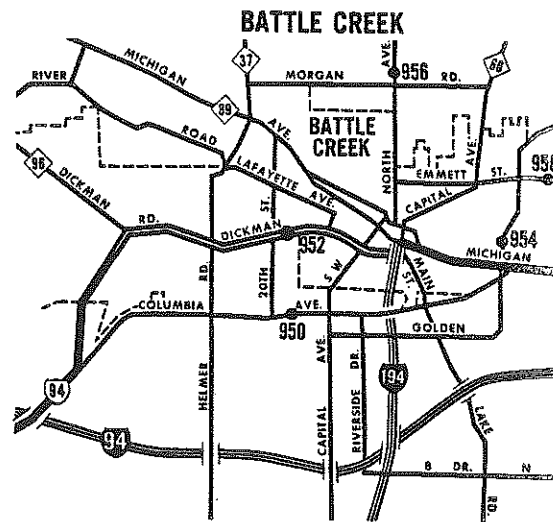 BATTLE CREEK
37
AVE.
956
68
MICHIGAN
RIVER
MORGAN RD.
89
AVE.
BATTLE
CREEK
ROAD
NORTH
AVE.
958
EMMETT ST.
96
DICKMAN
LAFAYETTE AVE.
CAPITAL
RD.
DICKMAN
952
ST.
954
MICHIGAN
S W
MAIN
ST.
RD.
20TH
COLUMBIA AVE.
950
GOLDEN
94
HELMER
AVE.
DR.
194
RIVERSIDE
CAPITAL
LAKE
94
B DR. N
RD.